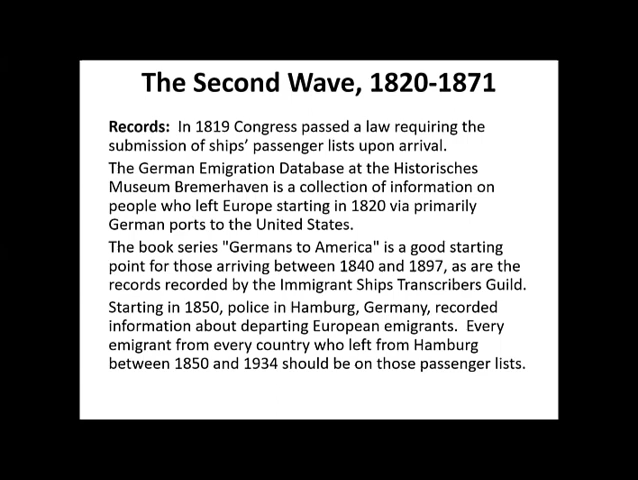 The Second Wave, 1820-1871
Records:  In 1819 Congress passed a law requiring the
submission of ships’ passenger lists upon arrival.
The German Emigration Database at the Historisches
Museum Bremerhaven is a collection of information on
people who left Europe starting in 1820 via primarily
German ports to the United States.
The book series "Germans to America" is a good starting
point for those arriving between 1840 and 1897, as are the
records recorded by the Immigrant Ships Transcribers Guild.
Starting in 1850, police in Hamburg, Germany, recorded
information about departing European emigrants.  Every
emigrant from every country who left from Hamburg
between 1850 and 1934 should be on those passenger lists.